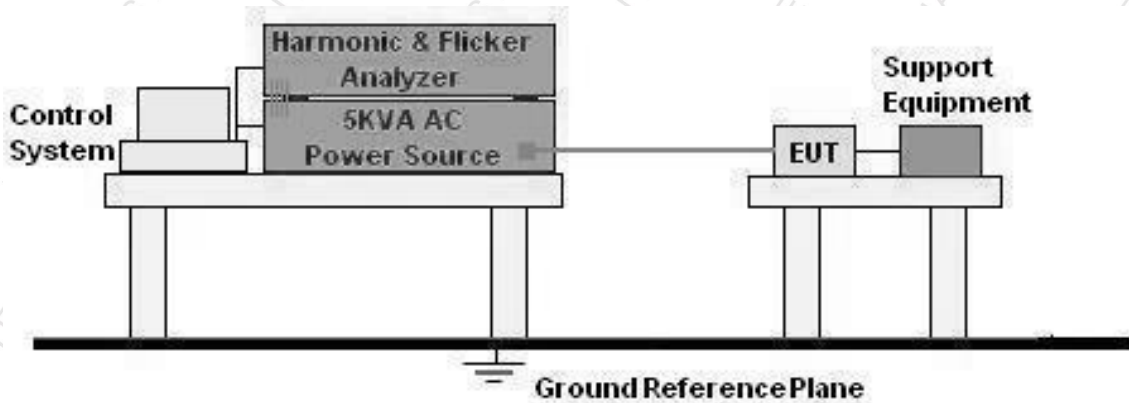 Harmonic & Flicker
Analyzer
Control
System
5KVA AC
Power Source
EUT
Support
Equipment
Ground Reference Plane